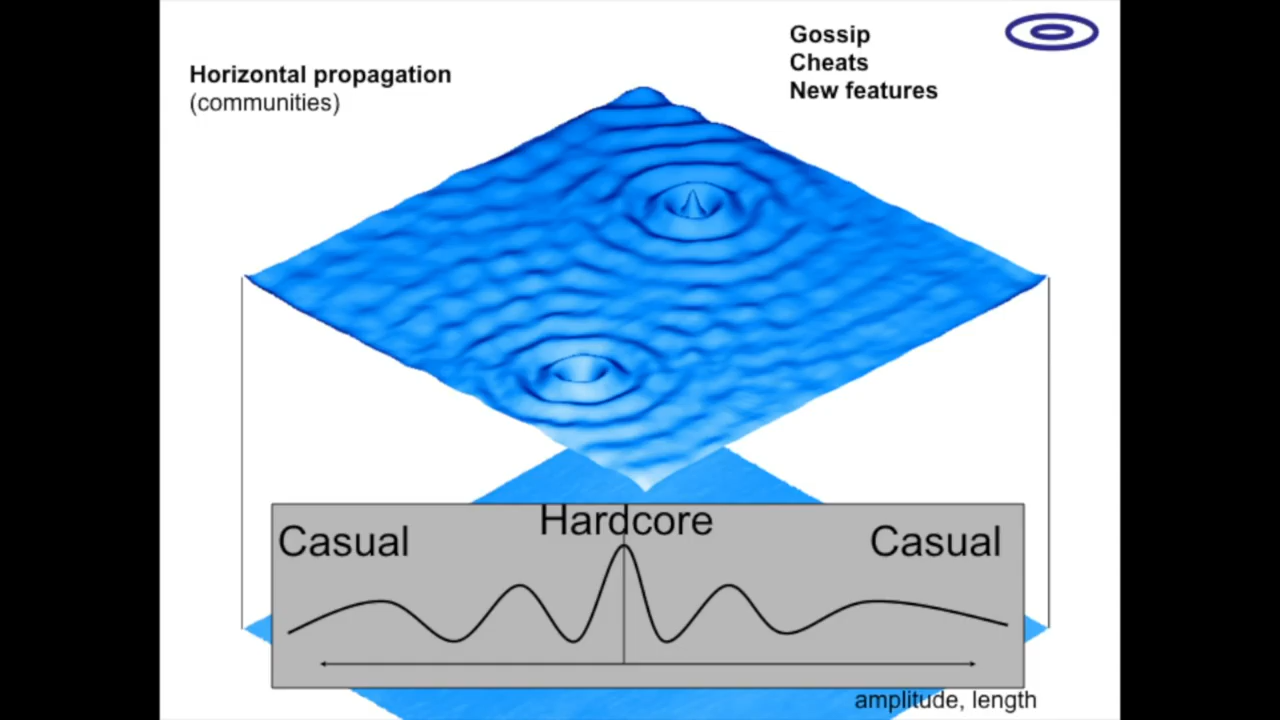 Horizontal propagation
(communities)
Gossip
Cheats
New features
Casual
Hardcore
Casual
amplitude, length